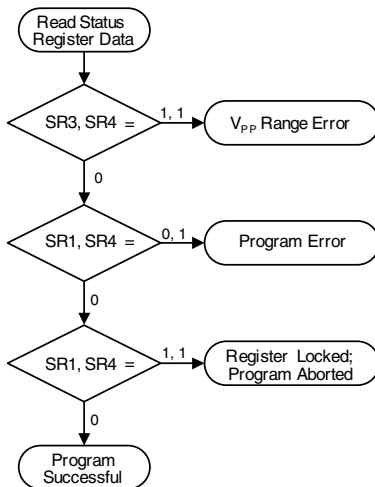 Read Status
Register Data
SR3, SR4 =
1, 1
V_PP Range Error
0
SR1, SR4 =
0, 1
Program Error
0
SR1, SR4 =
1, 1
Register Locked;
Program Aborted
0
Program
Successful